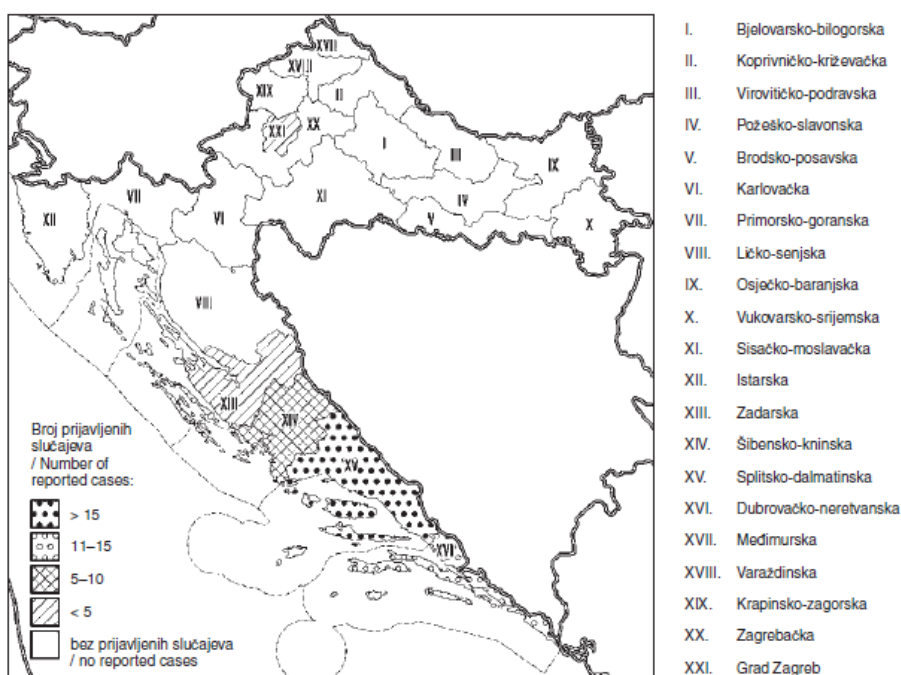 XVII
XVIII
XIX
II
XXI
XX
I
III
IX
XII
VII
VI
XI
IV
V
X
VIII
XIII
XIV
XV
XVI
Broj prijavljenih
slučajeva
/ Number of
reported cases:
> 15
11–15
5–10
< 5
bez prijavljenih slučajeva
/ no reported cases
I. Bjelovarsko-bilogorska
II. Koprivničko-križevačka
III. Virovitičko-podravska
IV. Požeško-slavonska
V. Brodsko-posavska
VI. Karlovačka
VII. Primorsko-goranska
VIII. Ličko-senjska
IX. Osječko-baranjska
X. Vukovarsko-srijemska
XI. Sisačko-moslavačka
XII. Istarska
XIII. Zadarska
XIV. Šibensko-kninska
XV. Splitsko-dalmatinska
XVI. Dubrovačko-neretvanska
XVII. Međimurska
XVIII. Varaždinska
XIX. Krapinsko-zagorska
XX. Zagrebačka
XXI. Grad Zagreb